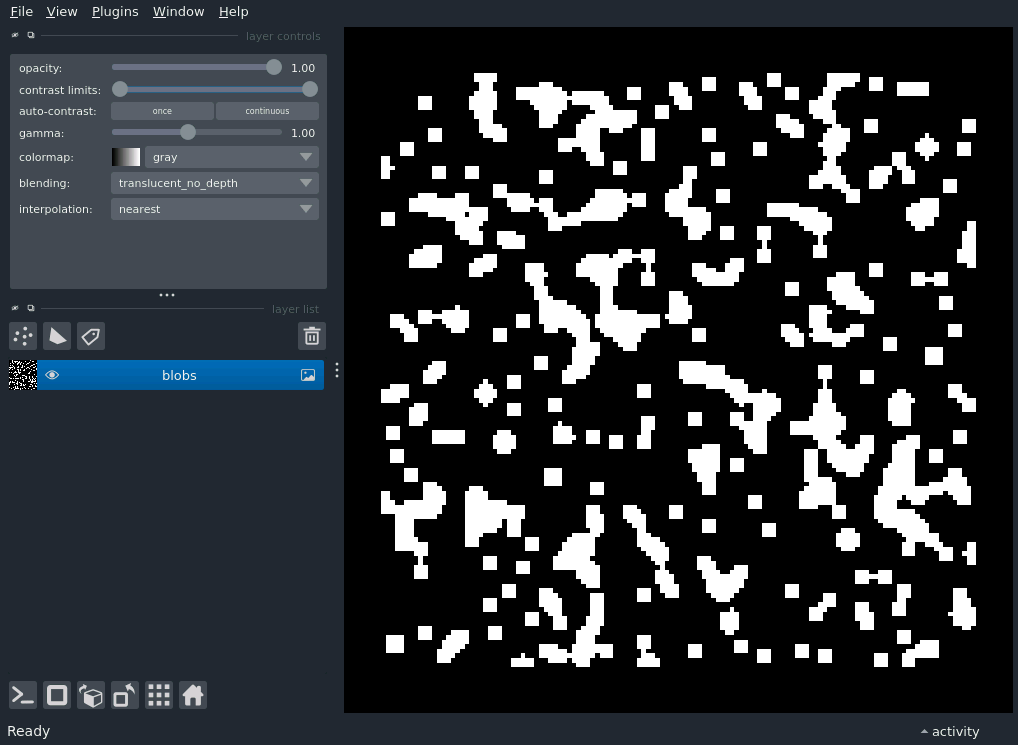 File View Plugins Window Help
layer controls
opacity: 1.00
contrast limits:
auto-contrast: once continuous
gamma: 1.00
colormap: gray
blending: translucent_no_depth
interpolation: nearest
layer list
blobs
Ready activity